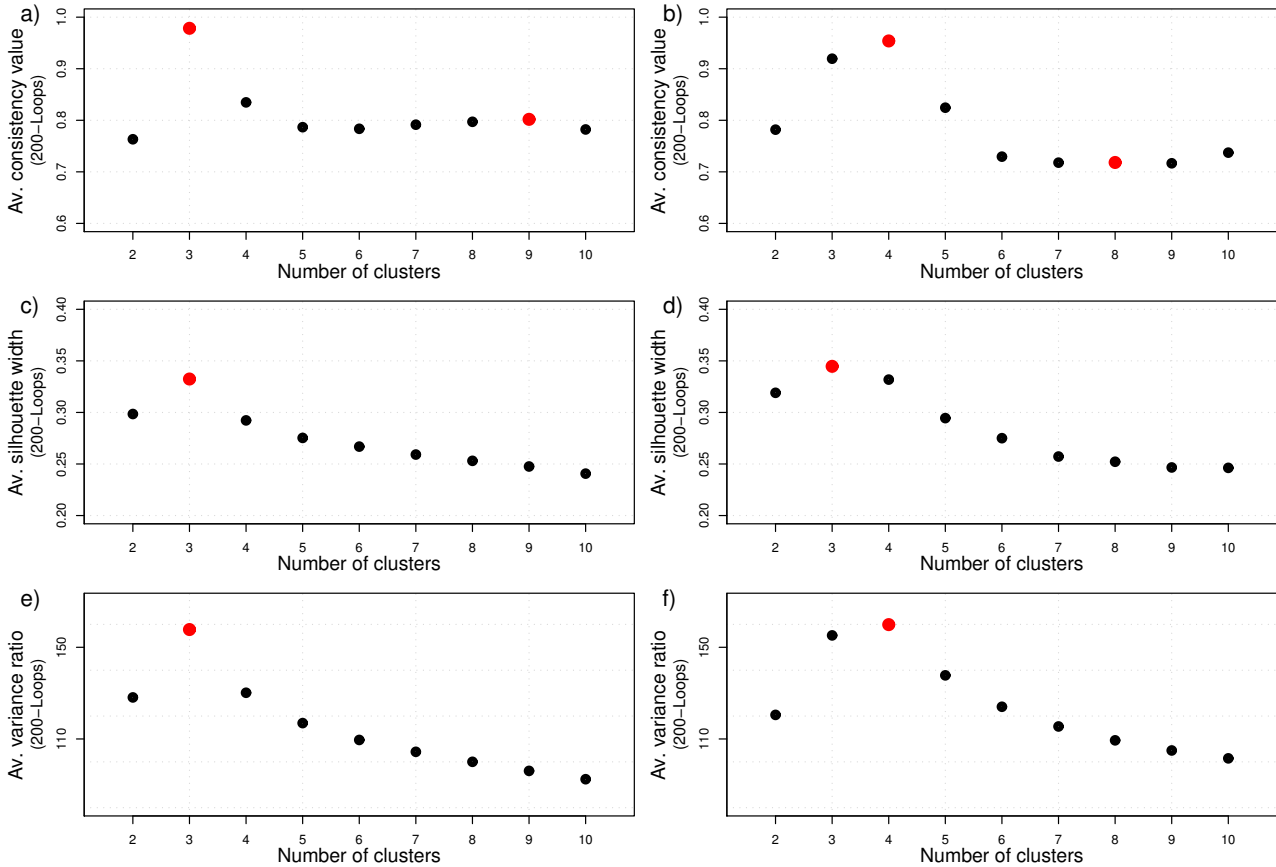 a)
Av. consistency value
(200−Loops)
0.6 0.7 0.8 0.9 1.0
2 3 4 5 6 7 8 9 10
Number of clusters
b)
Av. consistency value
(200−Loops)
0.6 0.7 0.8 0.9 1.0
2 3 4 5 6 7 8 9 10
Number of clusters
c)
Av. silhouette width
(200−Loops)
0.20 0.25 0.30 0.35 0.40
2 3 4 5 6 7 8 9 10
Number of clusters
d)
Av. silhouette width
(200−Loops)
0.20 0.25 0.30 0.35 0.40
2 3 4 5 6 7 8 9 10
Number of clusters
e)
Av. variance ratio
(200−Loops)
110 150
2 3 4 5 6 7 8 9 10
Number of clusters
f)
Av. variance ratio
(200−Loops)
110 150
2 3 4 5 6 7 8 9 10
Number of clusters